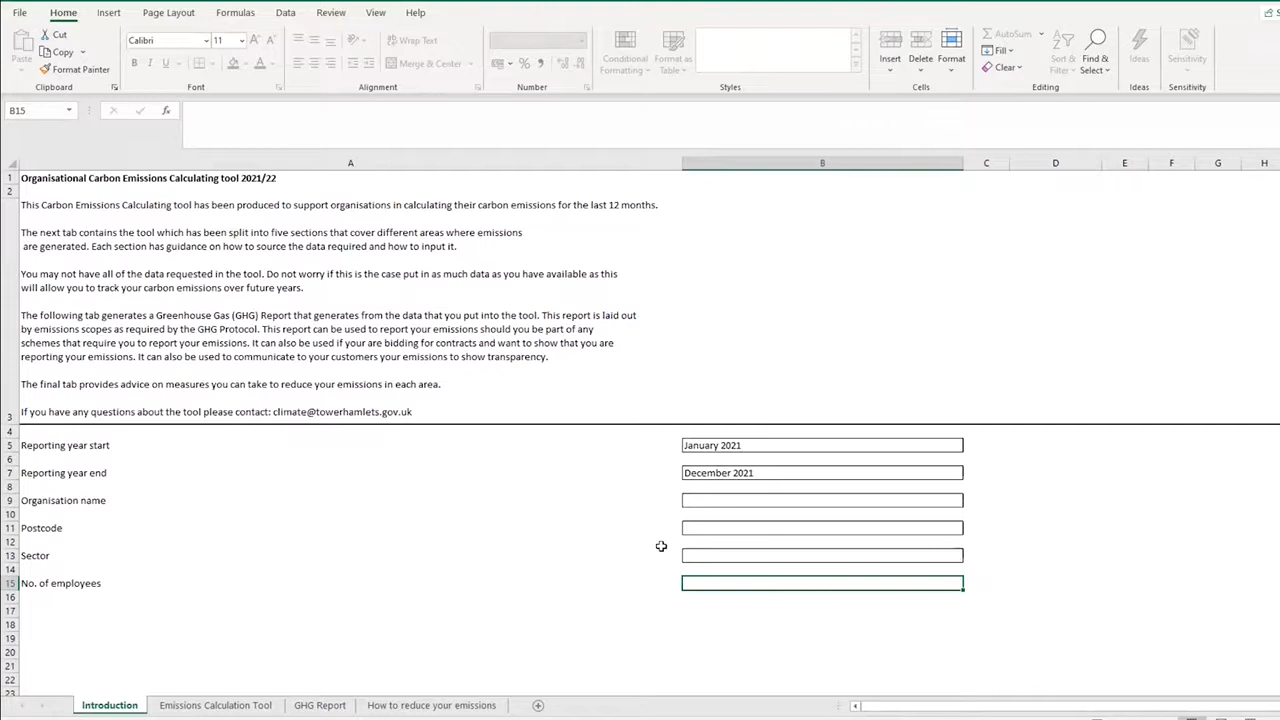 File Home Insert Page Layout Formulas Data Review View Help
Cut
Calibri 11 Wrap Text AutoSum
Copy Fill
Paste Format Painter Merge & Center Conditional Formatting Format as Table Insert Delete Format Clear Sort & Filter Find & Select Ideas Sensitivity
Clipboard Font Alignment Number Styles Cells Editing Ideas Sensitivity
B15
A B C D E F G H
1 Organisational Carbon Emissions Calculating tool 2021/22
2
This Carbon Emissions Calculating tool has been produced to support organisations in calculating their carbon emissions for the last 12 months.
The next tab contains the tool which has been split into five sections that cover different areas where emissions
are generated. Each section has guidance on how to source the data required and how to input it.
You may not have all of the data requested in the tool. Do not worry if this is the case put in as much data as you have available as this
will allow you to track your carbon emissions over future years.
The following tab generates a Greenhouse Gas (GHG) Report that generates from the data that you put into the tool. This report is laid out
by emissions scopes as required by the GHG Protocol. This report can be used to report your emissions should you be part of any
schemes that require you to report your emissions. It can also be used if your are bidding for contracts and want to show that you are
reporting your emissions. It can also be used to communicate to your customers your emissions to show transparency.
The final tab provides advice on measures you can take to reduce your emissions in each area.
3 If you have any questions about the tool please contact: climate@towerhamlets.gov.uk
4
5 Reporting year start January 2021
6
7 Reporting year end December 2021
8
9 Organisation name
10
11 Postcode
12
13 Sector
14
15 No. of employees
16
17
18
19
20
21
22
23
Introduction Emissions Calculation Tool GHG Report How to reduce your emissions